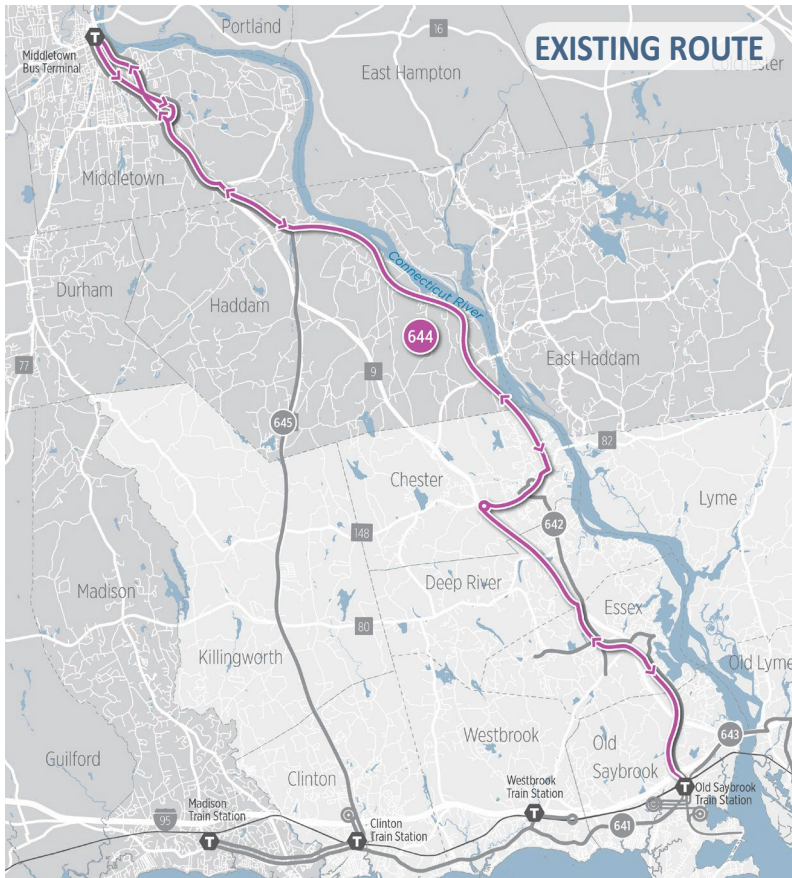 Portland
16
EXISTING ROUTE
Colchester
Middletown
Bus Terminal
East Hampton
Middletown
Connecticut River
Durham
Haddam
644
East Haddam
77
9
645
82
Chester
Lyme
642
148
Deep River
Madison
Essex
80
Killingworth
Old Lyme
Westbrook
Old
Saybrook
643
Guilford
Clinton
Westbrook
Train Station
Old Saybrook
Train Station
Madison
Train Station
95
Clinton
Train Station
641
T
T
T
T
T